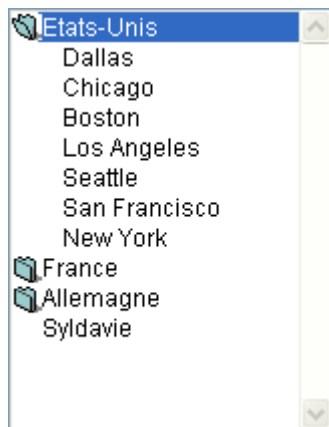 Etats-Unis
Dallas
Chicago
Boston
Los Angeles
Seattle
San Francisco
New York
France
Allemagne
Syldavie